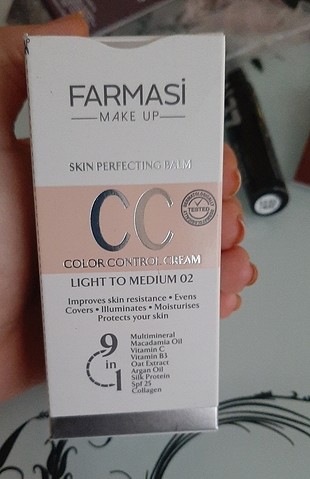 FARMASİ
MAKE UP
SKIN PERFECTING BALM
CC
TESTED
COLOR CONTROL CREAM
LIGHT TO MEDIUM 02
Improves skin resistance • Evens
Covers • Illuminates • Moisturises
Protects your skin
9 in 1
Multimineral
Macadamia Oil
Vitamin C
Vitamin B3
Oat Extract
Argan Oil
Silk Protein
Spf 25
Collagen